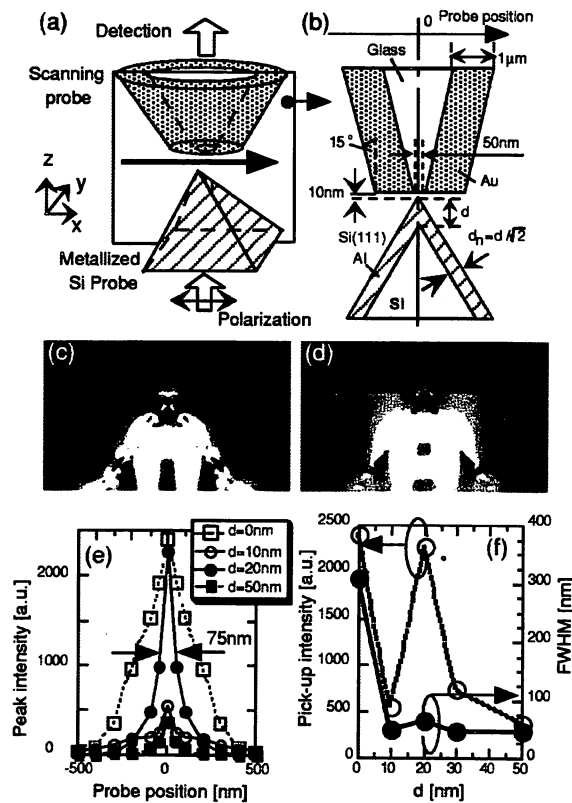 (a)
Detection
Scanning
probe
z
y
x
Metallized
Si Probe
Polarization
(b)
0 Probe position
Glass
1μm
15°
50nm
Au
10nm
d
Si(111)
Al
dn=d/√2
Si
(c)
(d)
(e)
d=0nm
d=10nm
d=20nm
d=50nm
75nm
2000
1000
0
Peak intensity [a.u.]
-500
0
500
Probe position [nm]
(f)
2500
2000
1500
1000
500
0
Pick-up intensity [a.u.]
400
300
200
100
0
FWHM [nm]
0 10 20 30 40 50
d [nm]